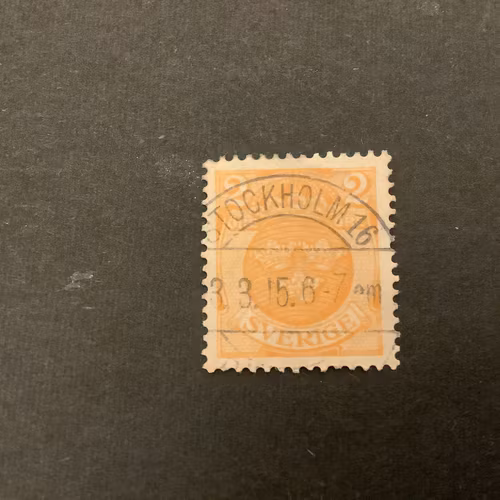 2 2
STOCKHOLM 16
3 3.15.6-7 em
SVERIGE